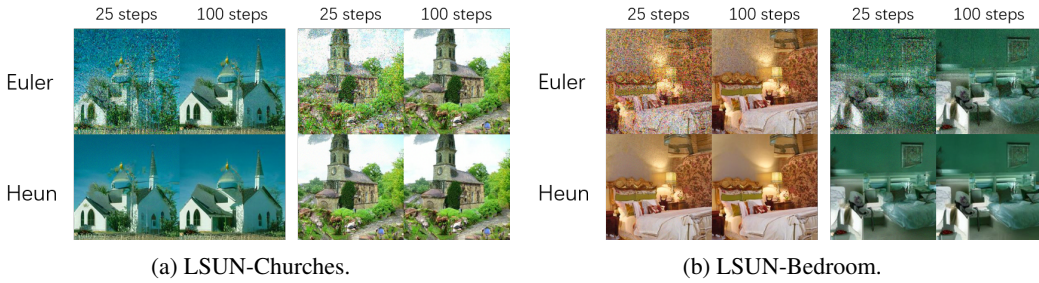 25 steps 100 steps 25 steps 100 steps 25 steps 100 steps 25 steps 100 steps
Euler Euler
Heun Heun
(a) LSUN-Churches. (b) LSUN-Bedroom.